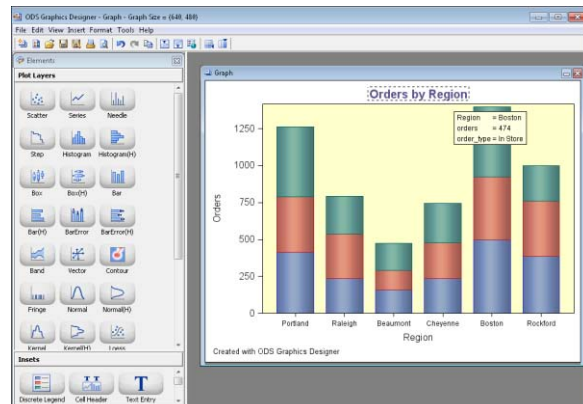 ODS Graphics Designer - Graph - Graph Size = (640, 480)
File Edit View Insert Format Tools Help
Elements
Plot Layers
Scatter Series Needle
Step Histogram Histogram(H)
Box Box(H) Bar
Bar(H) BarError BarError(H)
Band Vector Contour
Fringe Normal Normal(H)
Kernel Kernel(H) Loess
Insets
Discrete Legend Cell Header Text Entry
Graph
Orders by Region
Region = Boston
orders = 474
order_type = In Store
1250
1000
750
500
250
0
Orders
Portland Raleigh Beaumont Cheyenne Boston Rockford
Region
Created with ODS Graphics Designer